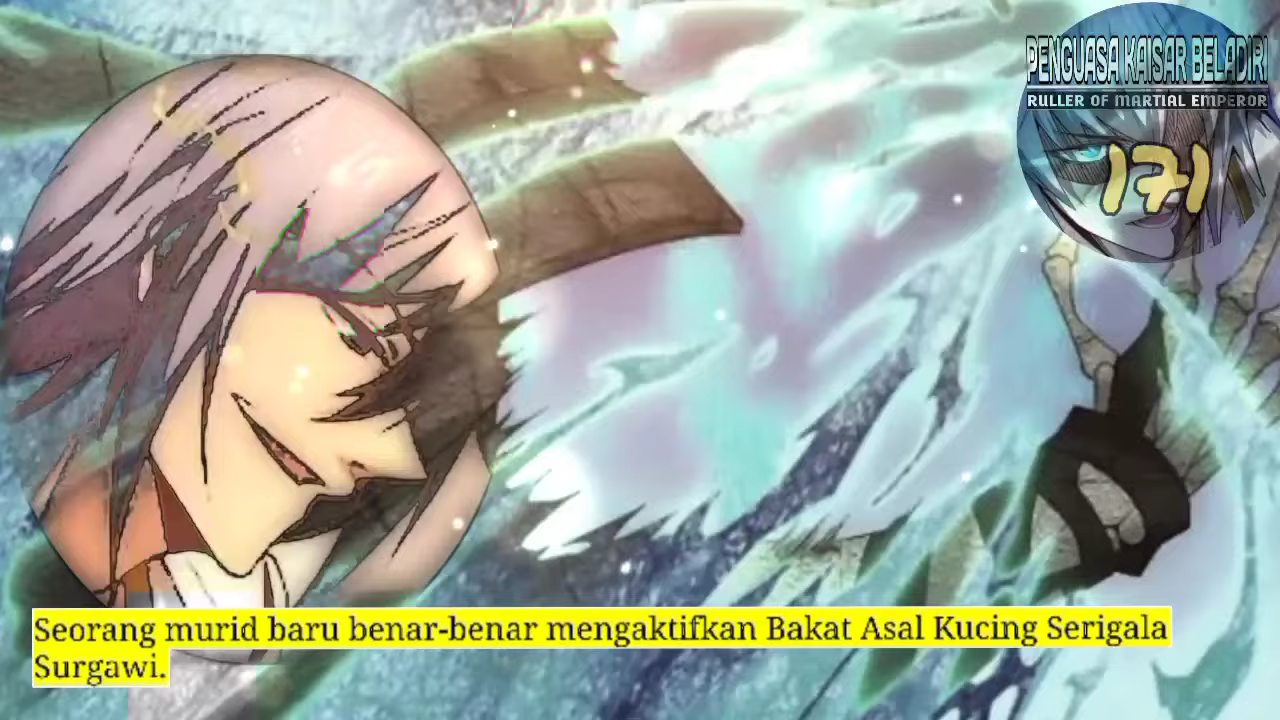 PENGUASA KAISAR BELADIRI
RULLER OF MARTIAL EMPEROR
171
Seorang murid baru benar-benar mengaktifkan Bakat Asal Kucing Serigala
Surgawi.